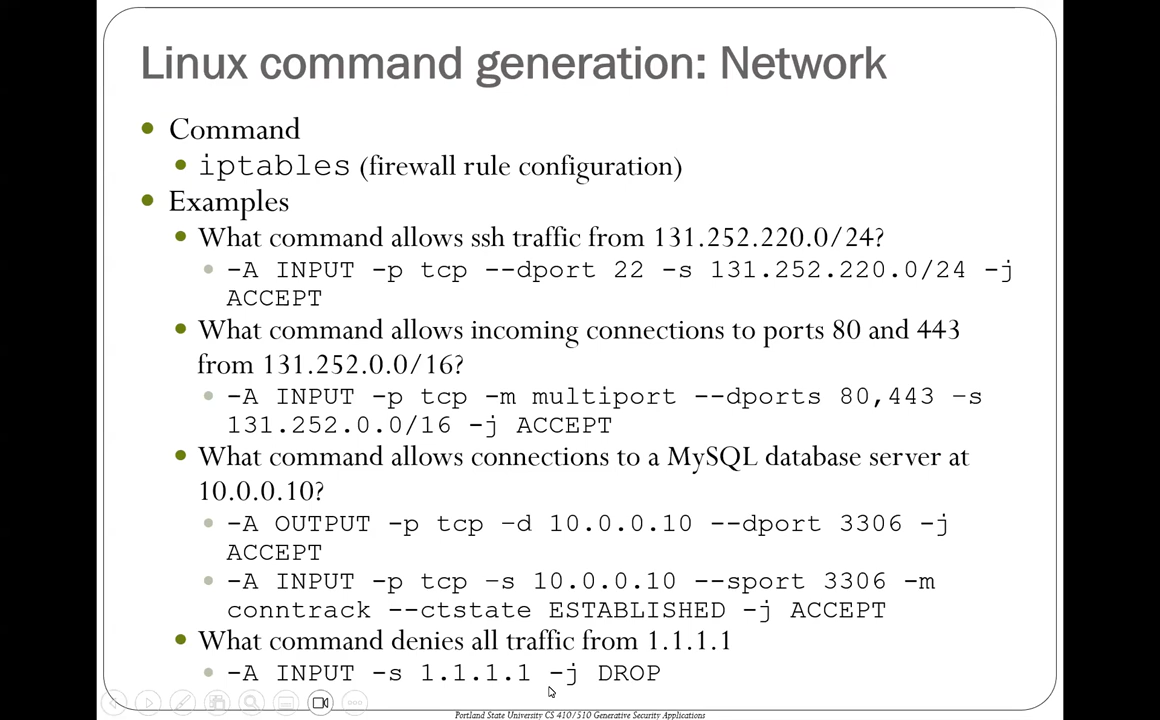 Linux command generation: Network
Command
iptables (firewall rule configuration)
Examples
What command allows ssh traffic from 131.252.220.0/24?
-A INPUT -p tcp --dport 22 -s 131.252.220.0/24 -j
ACCEPT
What command allows incoming connections to ports 80 and 443
from 131.252.0.0/16?
-A INPUT -p tcp -m multiport --dports 80,443 –s
131.252.0.0/16 -j ACCEPT
What command allows connections to a MySQL database server at
10.0.0.10?
-A OUTPUT -p tcp –d 10.0.0.10 --dport 3306 -j
ACCEPT
-A INPUT -p tcp –s 10.0.0.10 --sport 3306 -m
conntrack --ctstate ESTABLISHED -j ACCEPT
What command denies all traffic from 1.1.1.1
-A INPUT -s 1.1.1.1 -j DROP
Portland State University CS 410/510 Generative Security Applications